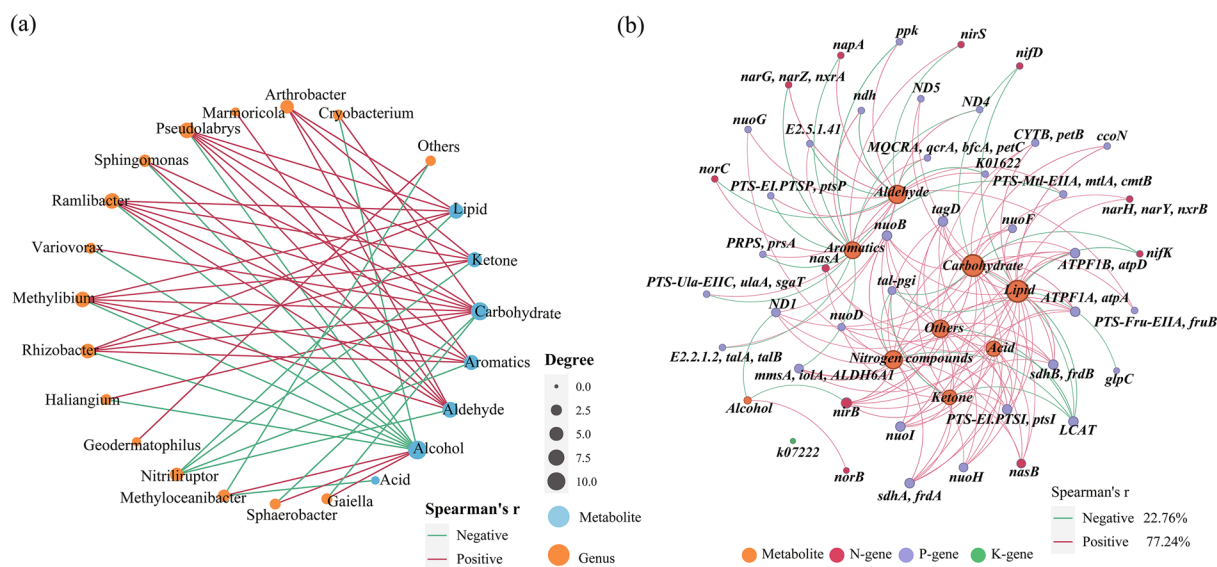 (a)
Arthrobacter
Marmoricola
Cryobacterium
Pseudolabrys
Others
Sphingomonas
Ramlibacter
Lipid
Variovorax
Ketone
Methylibium
Carbohydrate
Rhizobacter
Aromatics
Haliangium
Aldehyde
Geodermatophilus
Alcohol
Nitriliruptor
Acid
Methyloceanibacter
Gaiella
Sphaerobacter
Degree
0.0
2.5
5.0
7.5
10.0
Spearman's r
Negative
Positive
Metabolite
Genus
(b)
ppk
nirS
napA
nifD
narG, narZ, nxrA
ndh
ND5
ND4
nuoG
E2.5.1.41
CYTB, petB
ccoN
MQCRA, qcrA, bfcA, petC
norC
K01622
PTS-EI.PTSP, ptsP
Aldehyde
PTS-Mtl-EIIA, mtlA, cmtB
tagD
narH, narY, nxrB
nuoB
nuoF
PRPS, prsA
Aromatics
nasA
Carbohydrate
nifK
ATPF1B, atpD
PTS-Ula-EIIC, ulaA, sgaT
tal-pgi
Lipid
ATPF1A, atpA
ND1
nuoD
PTS-Fru-EIIA, fruB
Others
Acid
E2.2.1.2, talA, talB
Nitrogen compounds
mmsA, iolA, ALDH6A1
sdhB, frdB
glpC
Alcohol
Ketone
nirB
PTS-EI.PTSI, ptsI
LCAT
nuoI
k07222
norB
nuoH
nasB
sdhA, frdA
Spearman's r
Negative 22.76%
Positive 77.24%
Metabolite N-gene P-gene K-gene